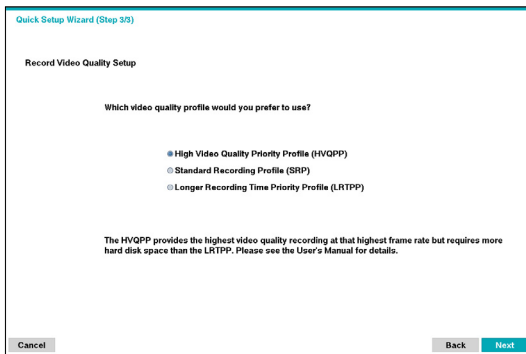 Quick Setup Wizard (Step 3/3)
Record Video Quality Setup
Which video quality profile would you prefer to use?
High Video Quality Priority Profile (HVQPP)
Standard Recording Profile (SRP)
Longer Recording Time Priority Profile (LRTPP)
The HVQPP provides the highest video quality recording at that highest frame rate but requires more
hard disk space than the LRTPP. Please see the User's Manual for details.
Cancel Back Next